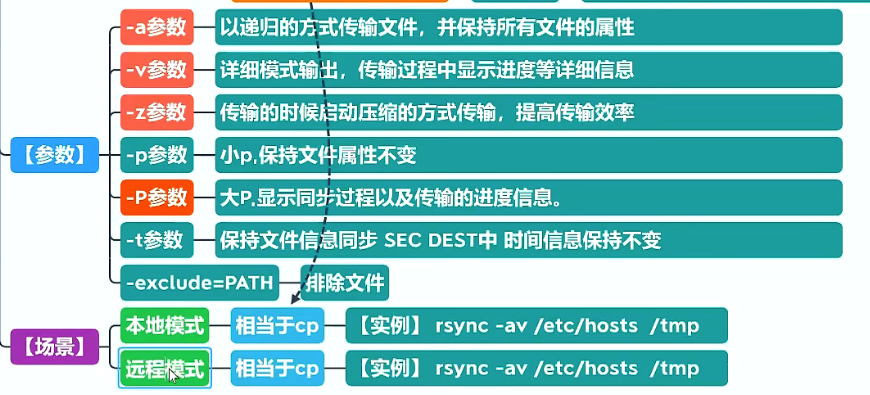 -a参数 以递归的方式传输文件，并保持所有文件的属性
-v参数 详细模式输出，传输过程中显示进度等详细信息
-z参数 传输的时候启动压缩的方式传输，提高传输效率
【参数】 -p参数 小p.保持文件属性不变
-P参数 大P.显示同步过程以及传输的进度信息。
-t参数 保持文件信息同步 SEC DEST中 时间信息保持不变
-exclude=PATH 排除文件
【场景】 本地模式 相当于cp 【实例】 rsync -av /etc/hosts /tmp
远程模式 相当于cp 【实例】 rsync -av /etc/hosts /tmp